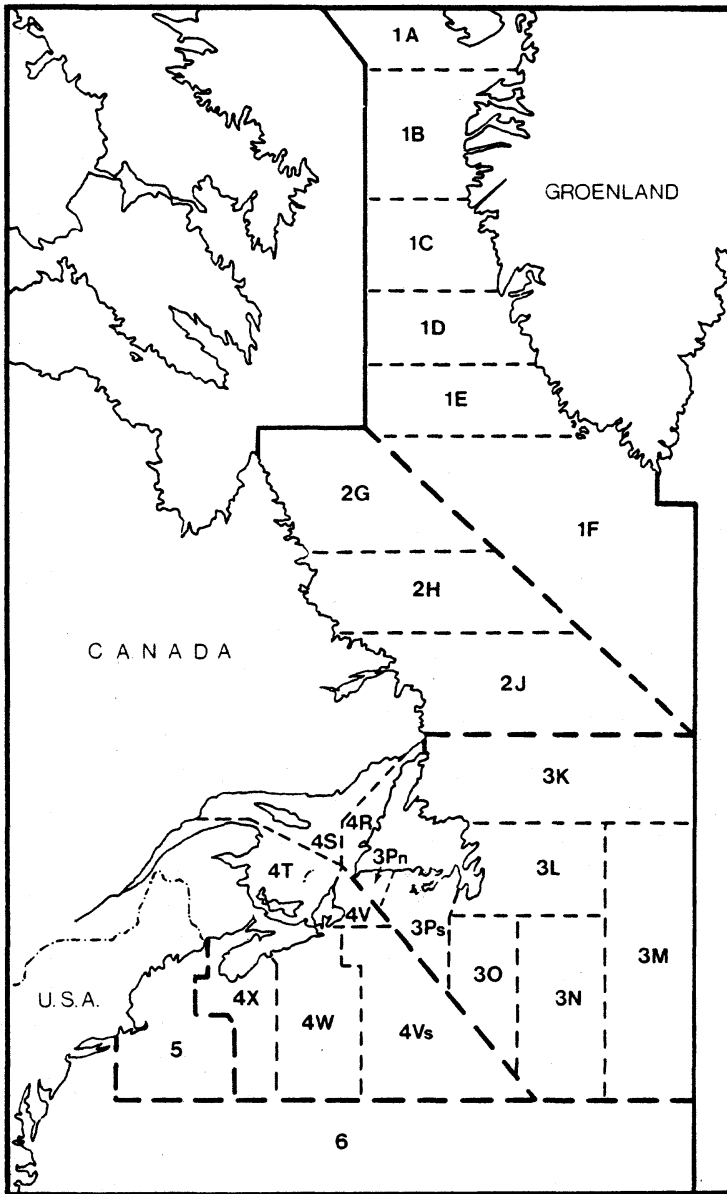 1A
1B
GROENLAND
1C
1D
1E
2G
1F
2H
CANADA
2J
3K
4R
4S
3Pn
3L
4T
4V
3Ps
3M
3O
3N
U.S.A.
4X
4W
4Vs
5
6